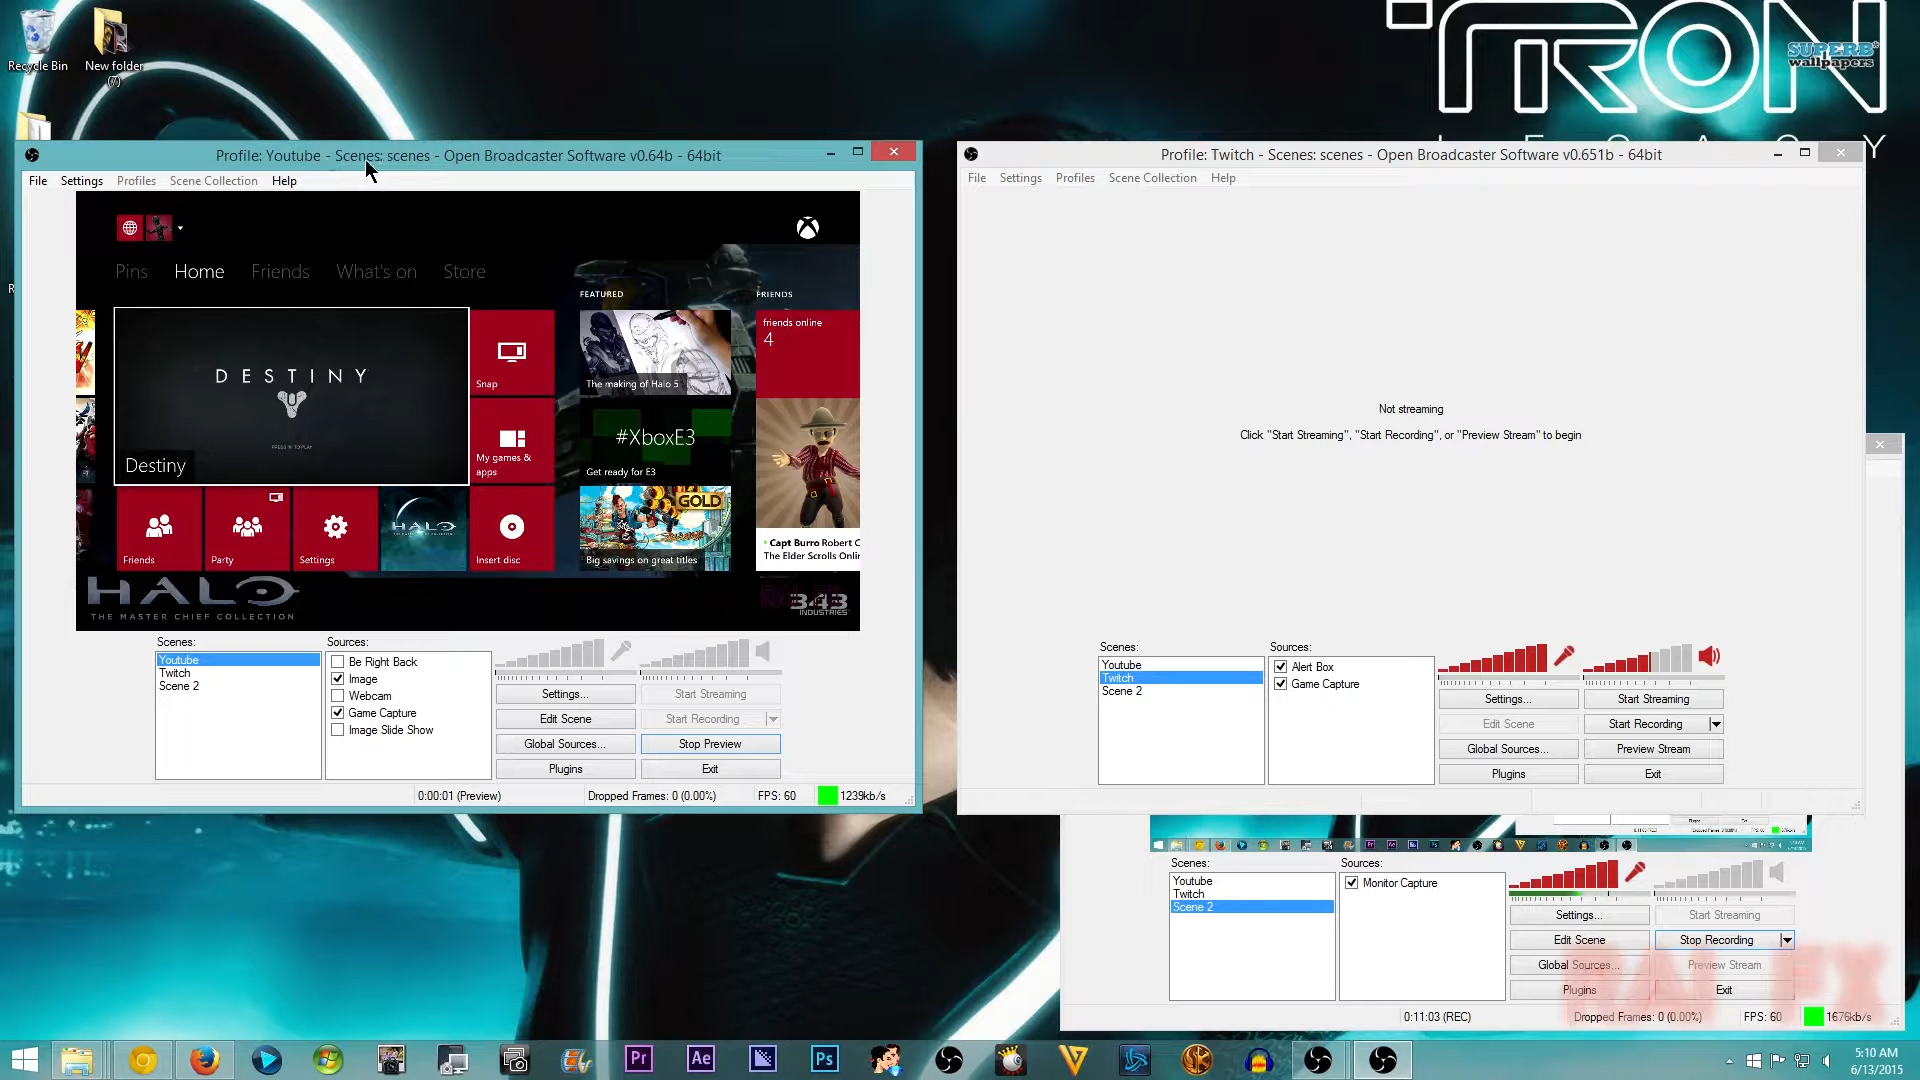 Recycle Bin
New folder
(7)
TRON
SUPERB
wallpapers
L E G A C Y
Profile: Youtube - Scenes: scenes - Open Broadcaster Software v0.64b - 64bit
File Settings Profiles Scene Collection Help
Pins Home Friends What's on Store
DESTINY
PRESS TO PLAY
Destiny
Snap
My games &
apps
Friends
Party
Settings
HALO
Insert disc
FEATURED
The making of Halo 5
#XboxE3
Get ready for E3
GOLD
Big savings on great titles
FRIENDS
friends online
4
Capt Burro Robert C
The Elder Scrolls Onlin
HALO
THE MASTER CHIEF COLLECTION
343
INDUSTRIES
Scenes:
Youtube
Twitch
Scene 2
Sources:
Be Right Back
Image
Webcam
Game Capture
Image Slide Show
Settings...
Edit Scene
Global Sources...
Plugins
Start Streaming
Start Recording
Stop Preview
Exit
0:00:01 (Preview)
Dropped Frames: 0 (0.00%)
FPS: 60
1239kb/s
Profile: Twitch - Scenes: scenes - Open Broadcaster Software v0.651b - 64bit
File Settings Profiles Scene Collection Help
Not streaming
Click "Start Streaming", "Start Recording", or "Preview Stream" to begin
Scenes:
Youtube
Twitch
Scene 2
Sources:
Alert Box
Game Capture
Settings...
Edit Scene
Global Sources...
Plugins
Start Streaming
Start Recording
Preview Stream
Exit
Scenes:
Youtube
Twitch
Scene 2
Sources:
Monitor Capture
Settings...
Edit Scene
Global Sources...
Plugins
Start Streaming
Stop Recording
Preview Stream
Exit
0:11:03 (REC)
Dropped Frames: 0 (0.00%)
FPS: 60
1676kb/s
Pr
Ae
Ps
5:10 AM
6/13/2015